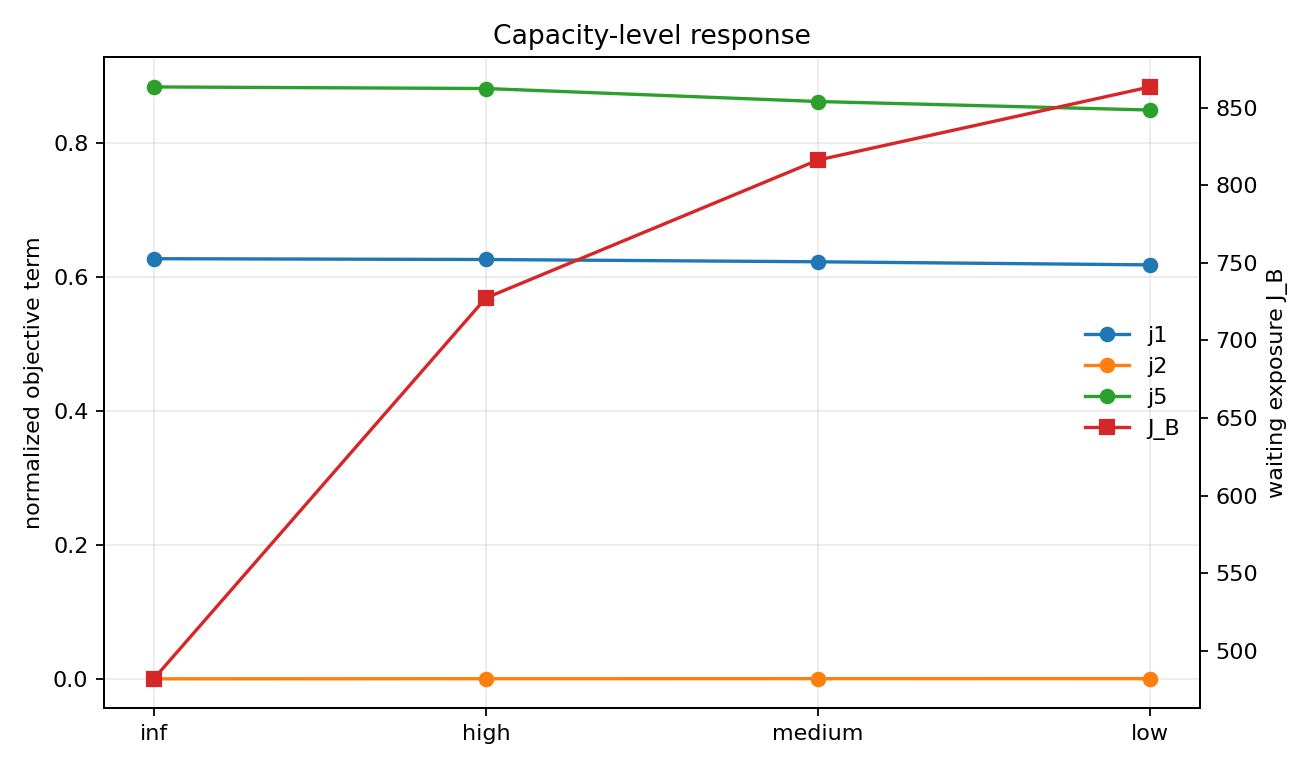 Capacity-level response
normalized objective term
0.8
0.6
0.4
0.2
0.0
inf
high
medium
low
850
800
750
700
650
600
550
500
waiting exposure J_B
j1
j2
j5
J_B